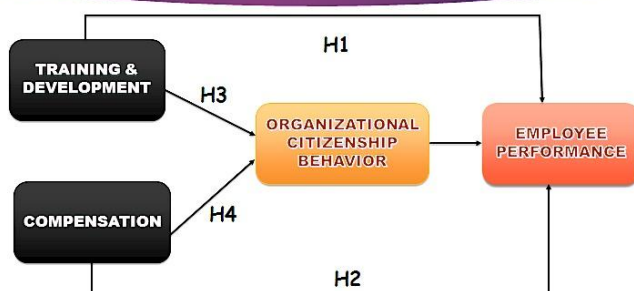 H1
TRAINING &
DEVELOPMENT
H3
ORGANIZATIONAL
CITIZENSHIP
BEHAVIOR
EMPLOYEE
PERFORMANCE
COMPENSATION
H4
H2